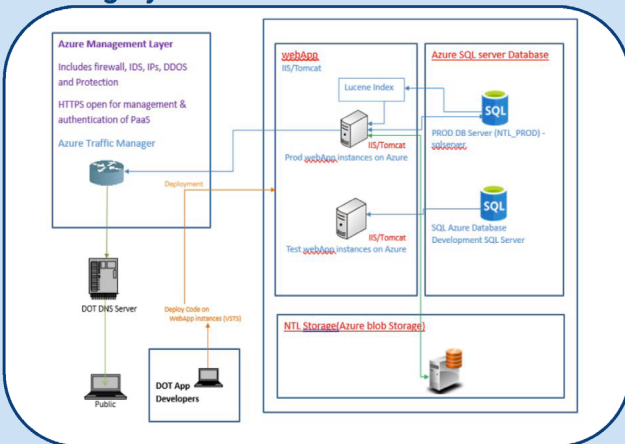 Azure Management Layer
Includes firewall, IDS, IPs, DDOS
and Protection
HTTPS open for management &
authentication of PaaS
Azure Traffic Manager
webApp
IIS/Tomcat
Lucene Index
IIS/Tomcat
Prod webApp instances on Azure
IIS/Tomcat
Test webApp instances on Azure
Azure SQL server Database
SQL
PROD DB Server (NTL_PROD) -
sqlserver.
SQL
SQL Azure Database
Development SQL Server
Deployment
DOT DNS Server
Deploy Code on
WebApp instances (VSTS)
Public
DOT App
Developers
NTL Storage(Azure blob Storage)